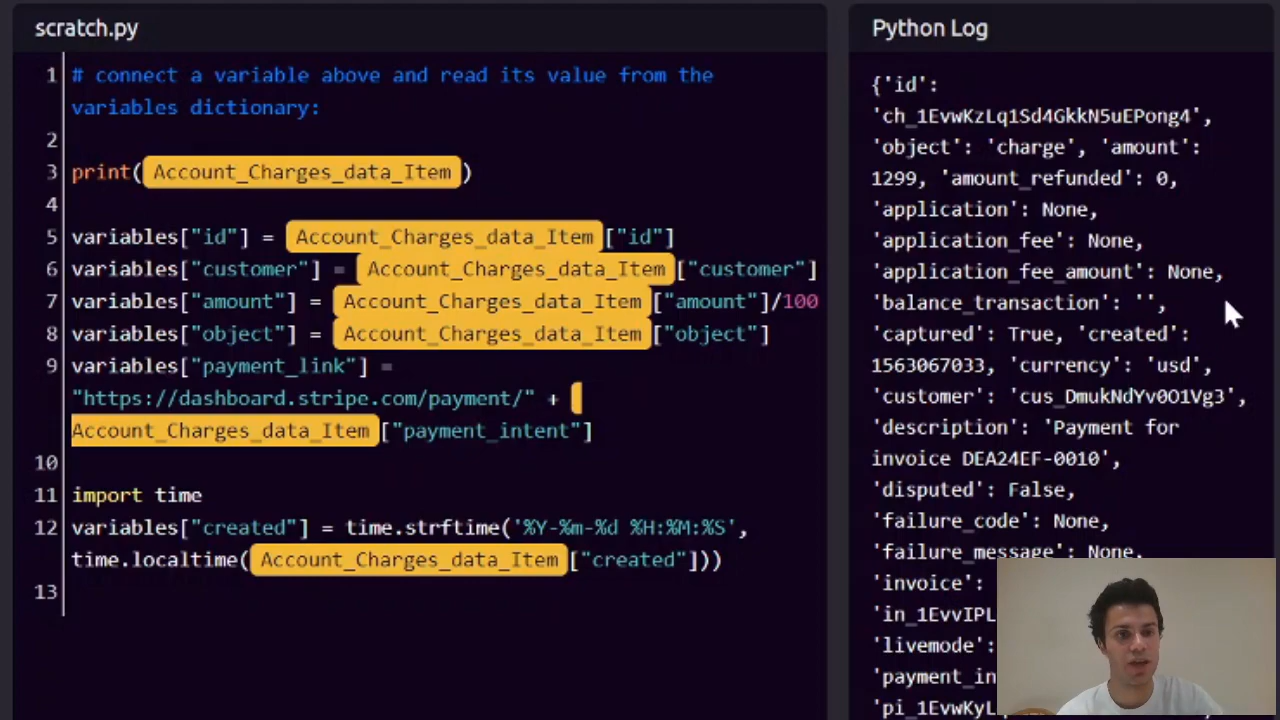 scratch.py
1 # connect a variable above and read its value from the
variables dictionary:
2
3 print( Account_Charges_data_Item )
4
5 variables["id"] = Account_Charges_data_Item ["id"]
6 variables["customer"] = Account_Charges_data_Item ["customer"]
7 variables["amount"] = Account_Charges_data_Item ["amount"]/100
8 variables["object"] = Account_Charges_data_Item ["object"]
9 variables["payment_link"] =
"https://dashboard.stripe.com/payment/" +
Account_Charges_data_Item ["payment_intent"]
10
11 import time
12 variables["created"] = time.strftime('%Y-%m-%d %H:%M:%S',
time.localtime( Account_Charges_data_Item ["created"]))
13
Python Log
{'id':
'ch_1EvwKzLq1Sd4GkkN5uEPong4',
'object': 'charge', 'amount':
1299, 'amount_refunded': 0,
'application': None,
'application_fee': None,
'application_fee_amount': None,
'balance_transaction': '',
'captured': True, 'created':
1563067033, 'currency': 'usd',
'customer': 'cus_DmukNdYv0O1Vg3',
'description': 'Payment for
invoice DEA24EF-0010',
'disputed': False,
'failure_code': None,
'failure_message': None,
'invoice':
'in_1EvvIPL
'livemode':
'payment_in
'pi_1EvwKyL